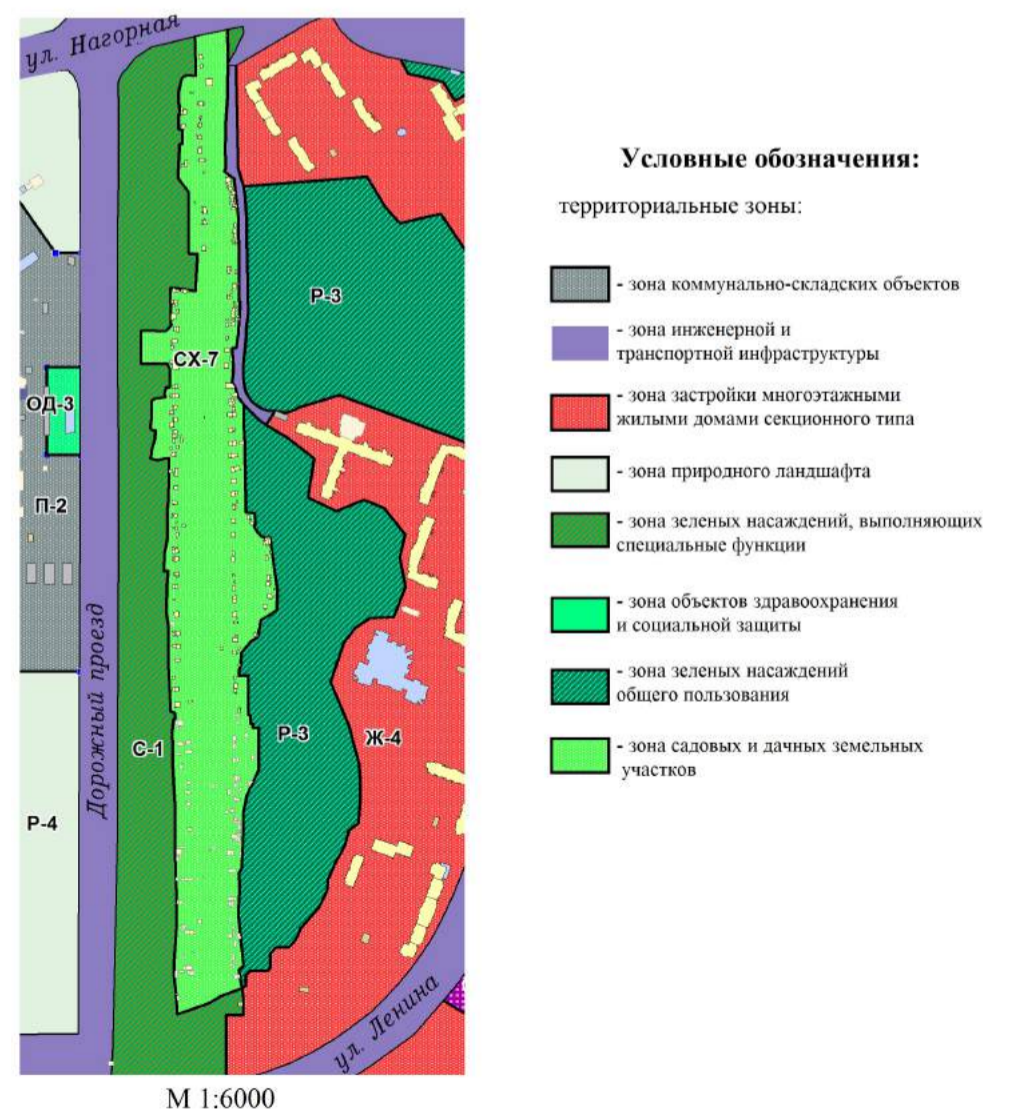 ул. Нагорная
Р-3
СХ-7
ОД-3
П-2
Дорожный проезд
С-1
Р-3
Ж-4
Р-4
ул. Ленина
М 1:6000
Условные обозначения:
территориальные зоны:
- зона коммунально-складских объектов
- зона инженерной и
транспортной инфраструктуры
- зона застройки многоэтажными
жилыми домами секционного типа
- зона природного ландшафта
- зона зеленых насаждений, выполняющих
специальные функции
- зона объектов здравоохранения
и социальной защиты
- зона зеленых насаждений
общего пользования
- зона садовых и дачных земельных
участков